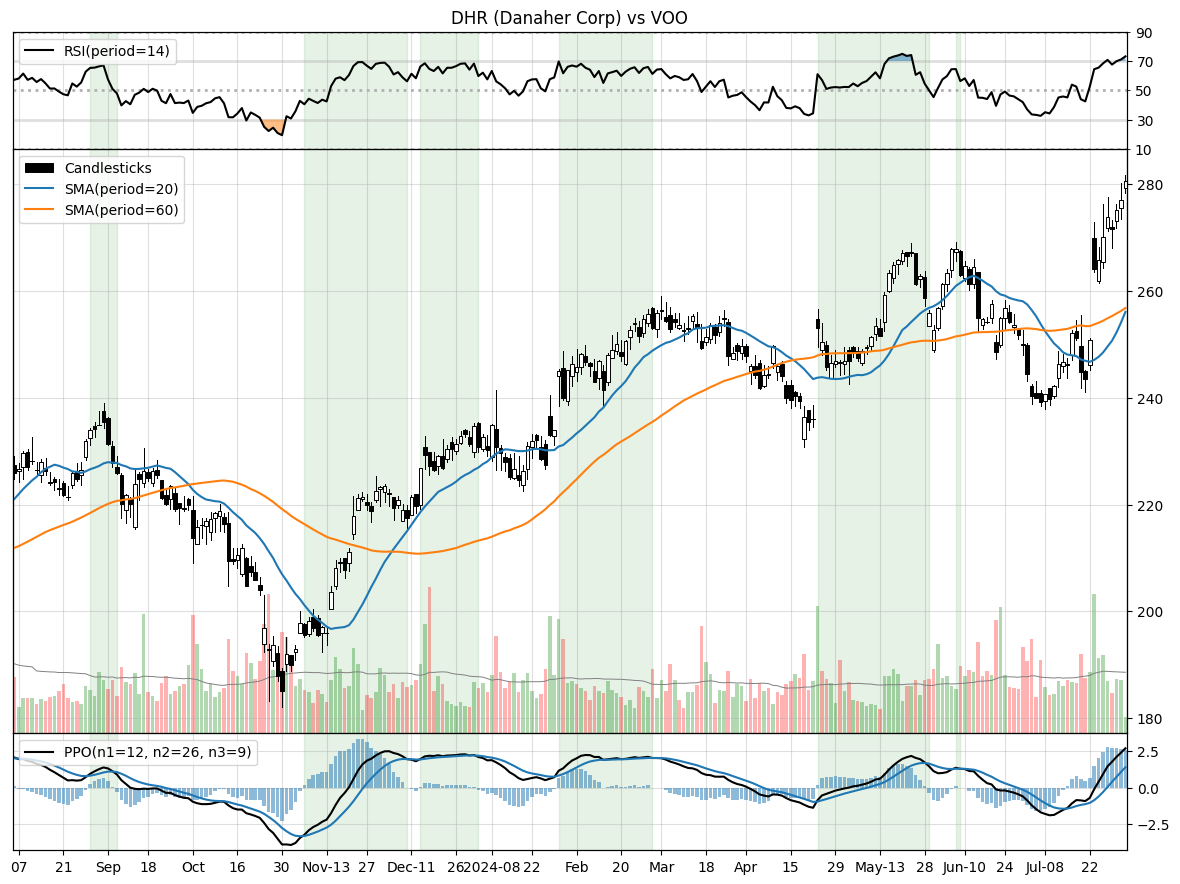 DHR (Danaher Corp) vs VOO
RSI(period=14)
90
70
50
30
10
Candlesticks
SMA(period=20)
SMA(period=60)
280
260
240
220
200
180
PPO(n1=12, n2=26, n3=9)
2.5
0.0
−2.5
07 21 Sep 18 Oct 16 30 Nov-13 27 Dec-11 26 2024-08 22 Feb 20 Mar 18 Apr 15 29 May-13 28 Jun-10 24 Jul-08 22